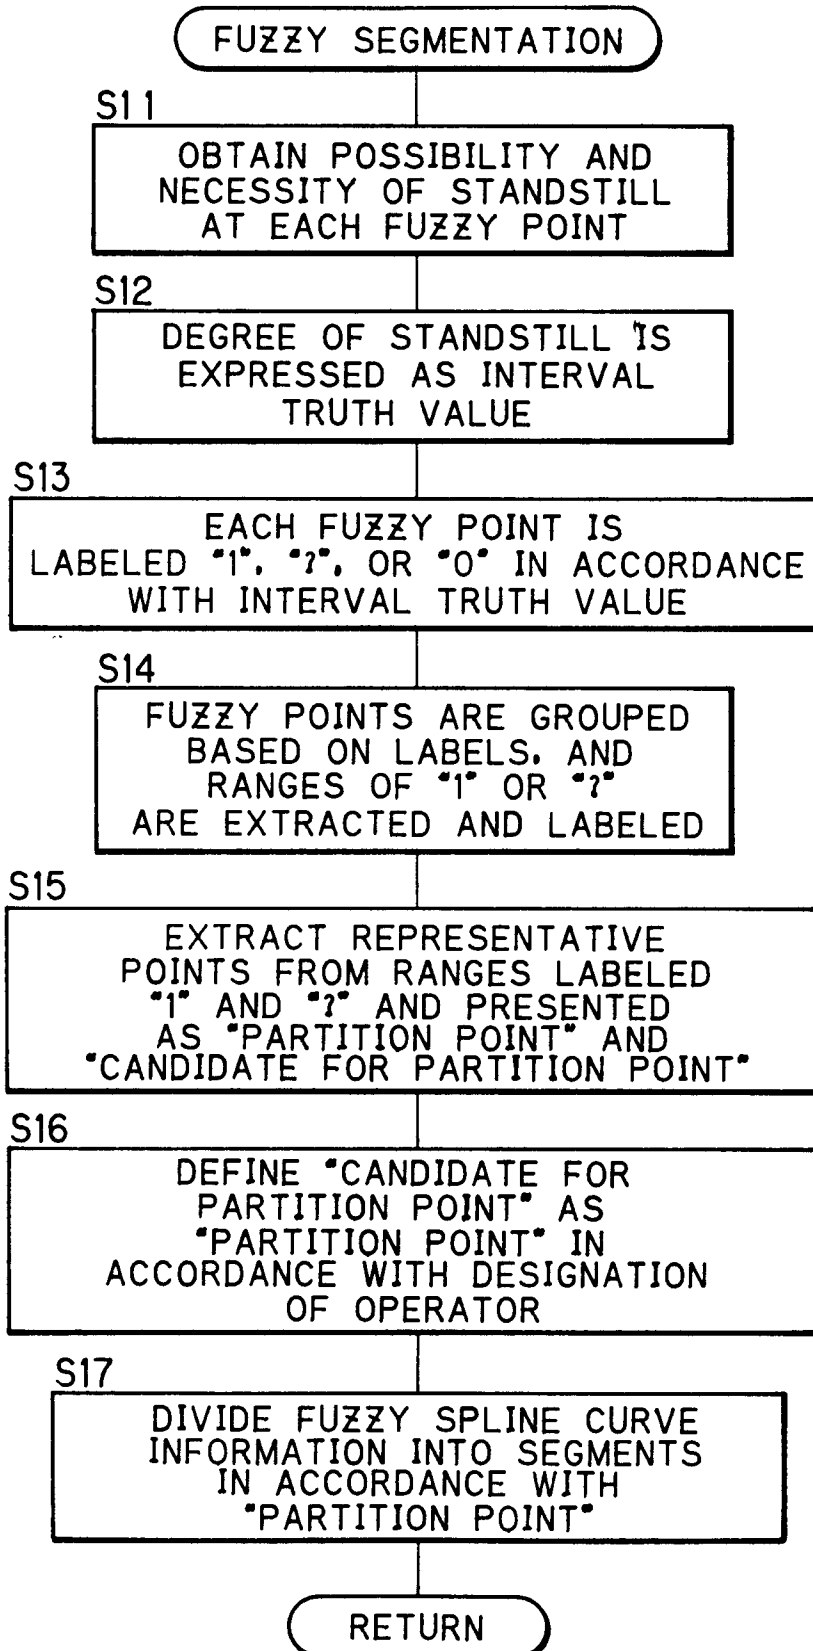 FUZZY SEGMENTATION
S11
OBTAIN POSSIBILITY AND
NECESSITY OF STANDSTILL
AT EACH FUZZY POINT
S12
DEGREE OF STANDSTILL IS
EXPRESSED AS INTERVAL
TRUTH VALUE
S13
EACH FUZZY POINT IS
LABELED "1", "?", OR "0" IN ACCORDANCE
WITH INTERVAL TRUTH VALUE
S14
FUZZY POINTS ARE GROUPED
BASED ON LABELS, AND
RANGES OF "1" OR "?"
ARE EXTRACTED AND LABELED
S15
EXTRACT REPRESENTATIVE
POINTS FROM RANGES LABELED
"1" AND "?" AND PRESENTED
AS "PARTITION POINT" AND
"CANDIDATE FOR PARTITION POINT"
S16
DEFINE "CANDIDATE FOR
PARTITION POINT" AS
"PARTITION POINT" IN
ACCORDANCE WITH DESIGNATION
OF OPERATOR
S17
DIVIDE FUZZY SPLINE CURVE
INFORMATION INTO SEGMENTS
IN ACCORDANCE WITH
"PARTITION POINT"
RETURN